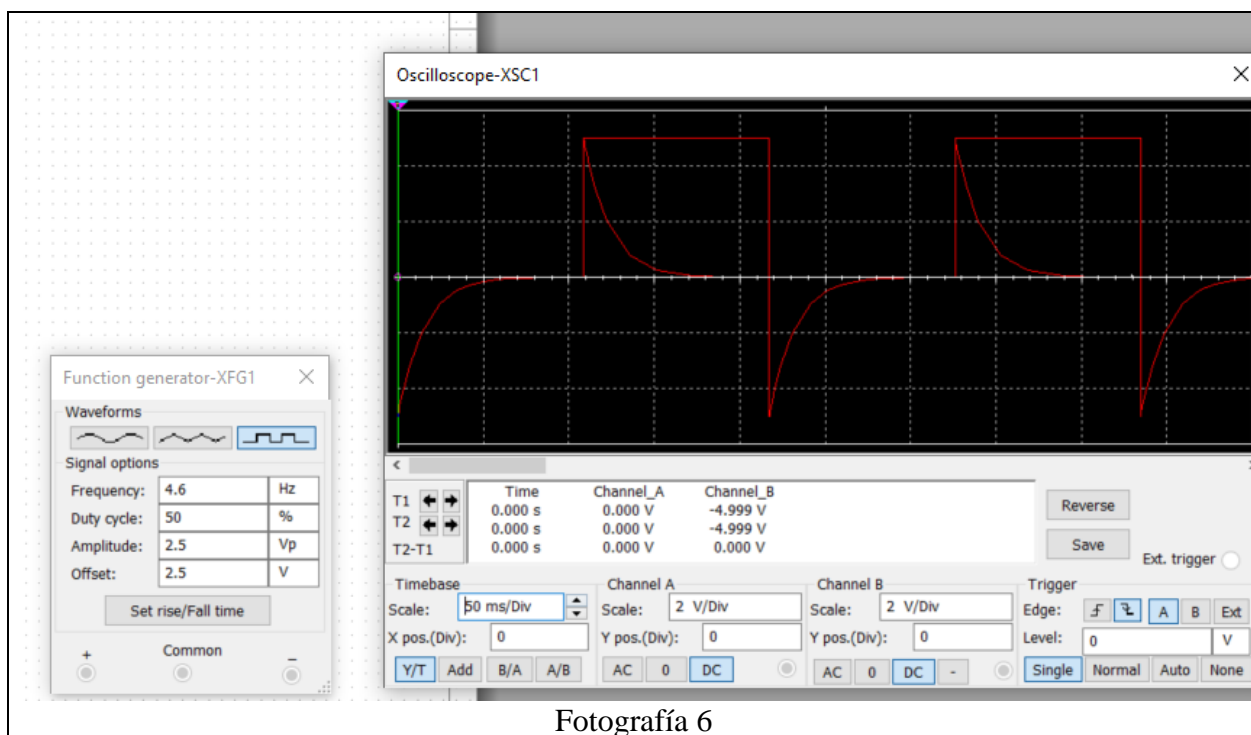 Oscilloscope-XSC1
Function generator-XFG1
Waveforms
Signal options
Frequency: 4.6 Hz
Duty cycle: 50 %
Amplitude: 2.5 Vp
Offset: 2.5 V
Set rise/Fall time
+ Common −
Time Channel_A Channel_B
T1 0.000 s 0.000 V -4.999 V
T2 0.000 s 0.000 V -4.999 V
T2-T1 0.000 s 0.000 V 0.000 V
Reverse
Save
Ext. trigger
Timebase
Scale: 50 ms/Div
X pos.(Div): 0
Y/T Add B/A A/B
Channel A
Scale: 2 V/Div
Y pos.(Div): 0
AC 0 DC
Channel B
Scale: 2 V/Div
Y pos.(Div): 0
AC 0 DC -
Trigger
Edge: A B Ext
Level: 0 V
Single Normal Auto None
Fotografía 6